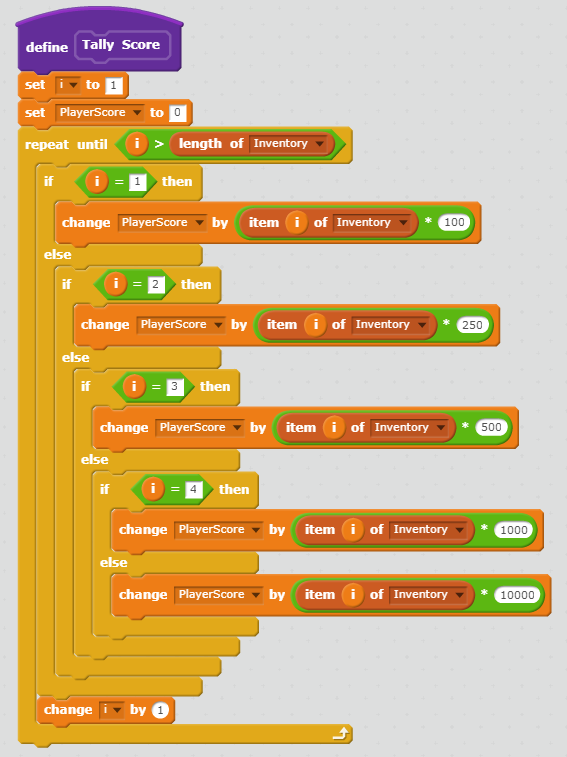 define Tally Score
set i to 1
set PlayerScore to 0
repeat until i > length of Inventory
if i = 1 then
change PlayerScore by item i of Inventory * 100
else
if i = 2 then
change PlayerScore by item i of Inventory * 250
else
if i = 3 then
change PlayerScore by item i of Inventory * 500
else
if i = 4 then
change PlayerScore by item i of Inventory * 1000
else
change PlayerScore by item i of Inventory * 10000
change i by 1